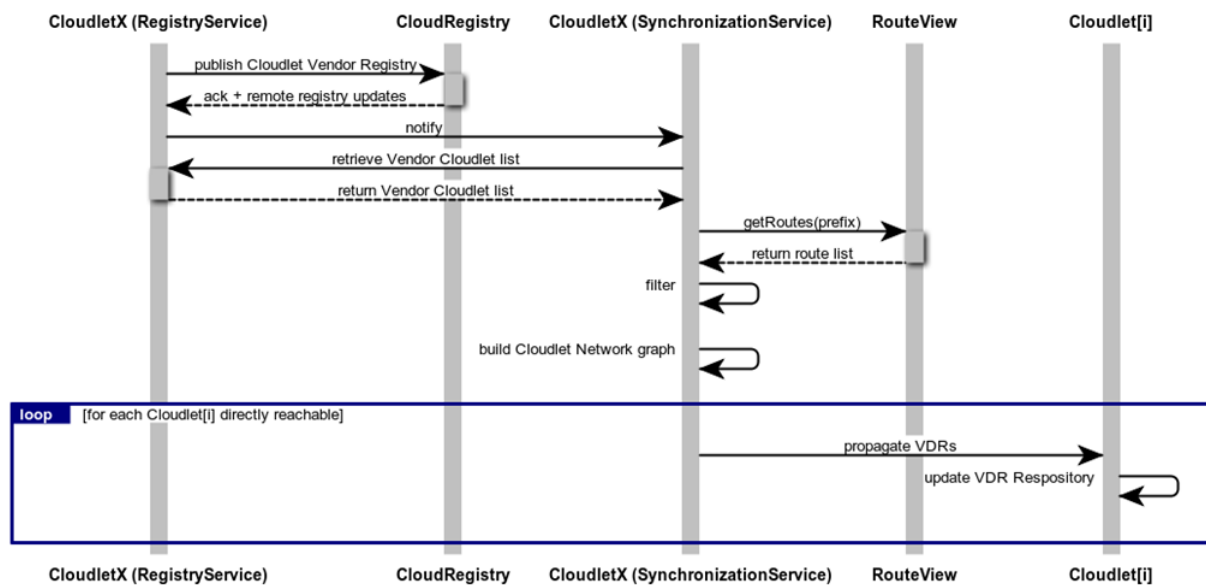 CloudletX (RegistryService) CloudRegistry CloudletX (SynchronizationService) RouteView Cloudlet[i]
publish Cloudlet Vendor Registry
ack + remote registry updates
notify
retrieve Vendor Cloudlet list
return Vendor Cloudlet list
getRoutes(prefix)
return route list
filter
build Cloudlet Network graph
loop [for each Cloudlet[i] directly reachable]
propagate VDRs
update VDR Respository
CloudletX (RegistryService) CloudRegistry CloudletX (SynchronizationService) RouteView Cloudlet[i]